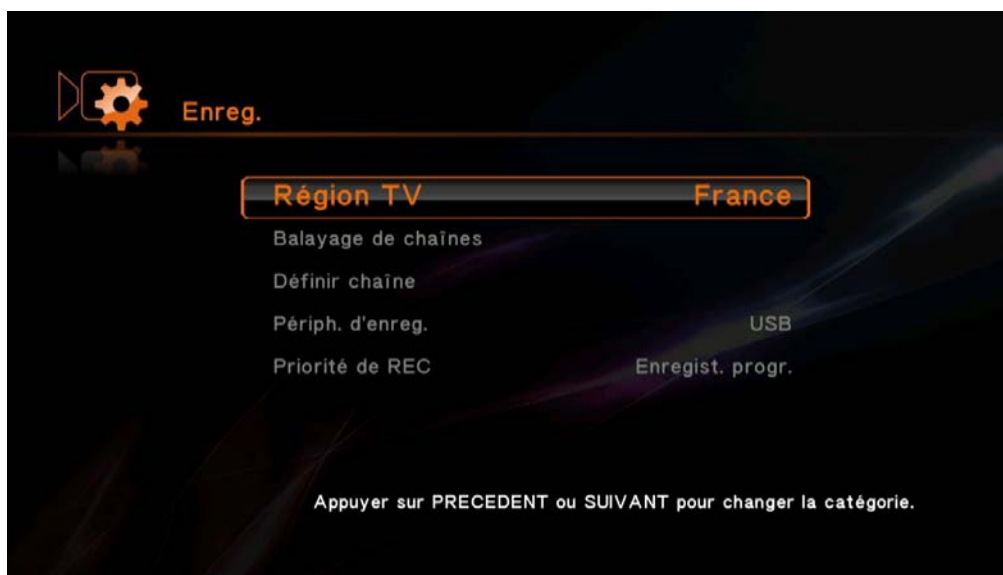 Enreg.
Région TV France
Balayage de chaînes
Définir chaîne
Périph. d'enreg. USB
Priorité de REC Enregist. progr.
Appuyer sur PRECEDENT ou SUIVANT pour changer la catégorie.